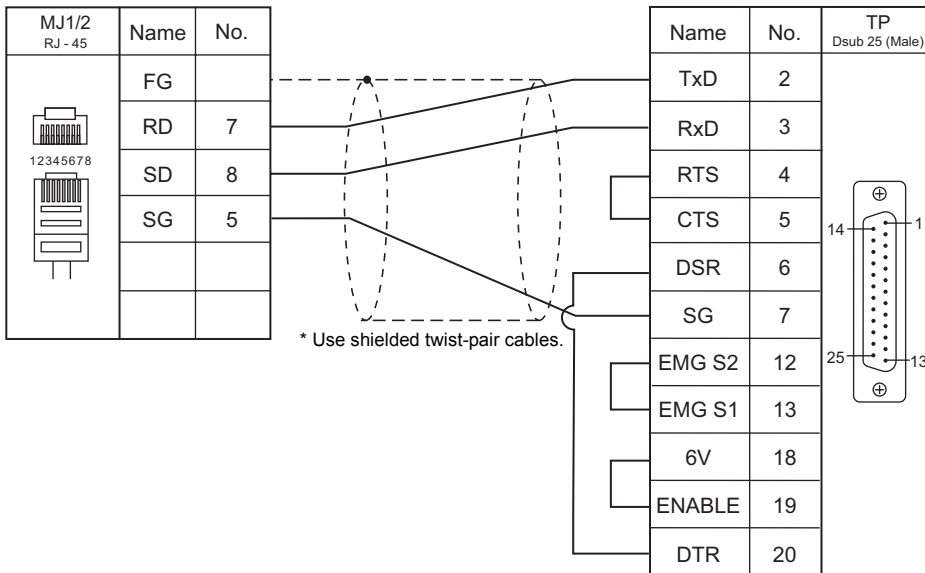 MJ1/2
RJ - 45
Name No.
FG
RD 7
SD 8
SG 5
12345678
* Use shielded twist-pair cables.
Name No.
TP
Dsub 25 (Male)
TxD 2
RxD 3
RTS 4
CTS 5
DSR 6
SG 7
EMG S2 12
EMG S1 13
6V 18
ENABLE 19
DTR 20
14 1
25 13